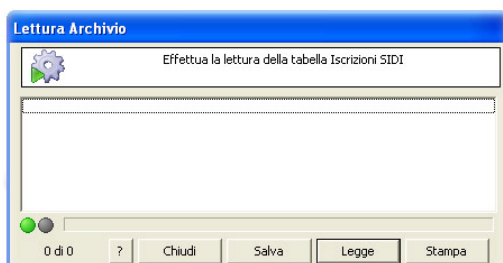 Lettura Archivio
Effettua la lettura della tabella Iscrizioni SIDI
0 di 0 ? Chiudi Salva Legge Stampa